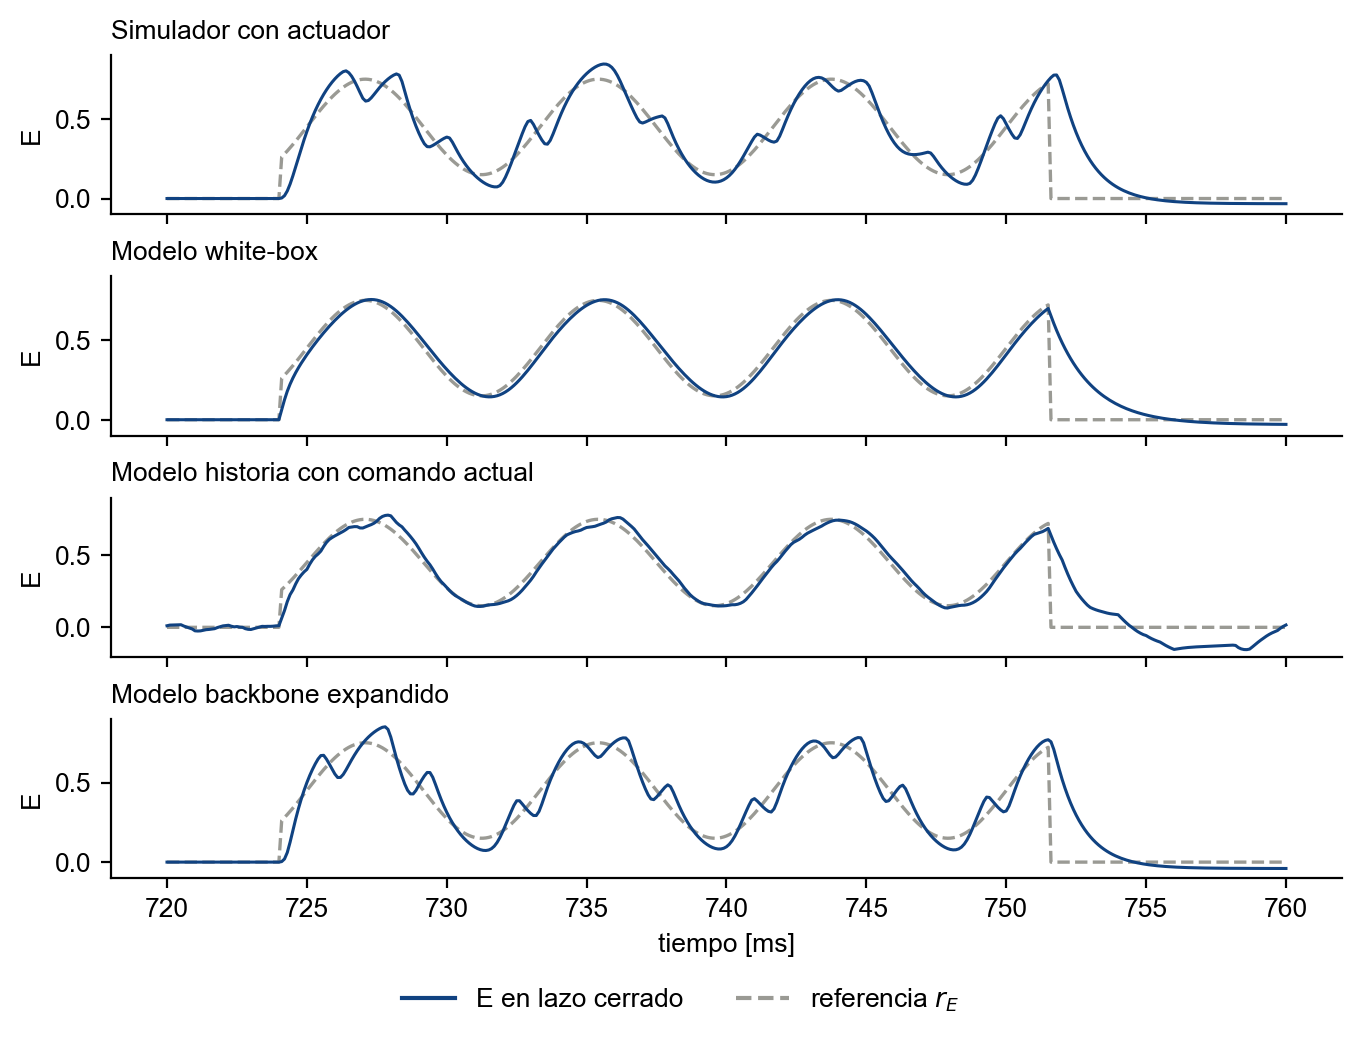 Simulador con actuador
E
0.5
0.0
Modelo white-box
E
0.5
0.0
Modelo historia con comando actual
E
0.5
0.0
Modelo backbone expandido
E
0.5
0.0
720 725 730 735 740 745 750 755 760
tiempo [ms]
E en lazo cerrado referencia r_E